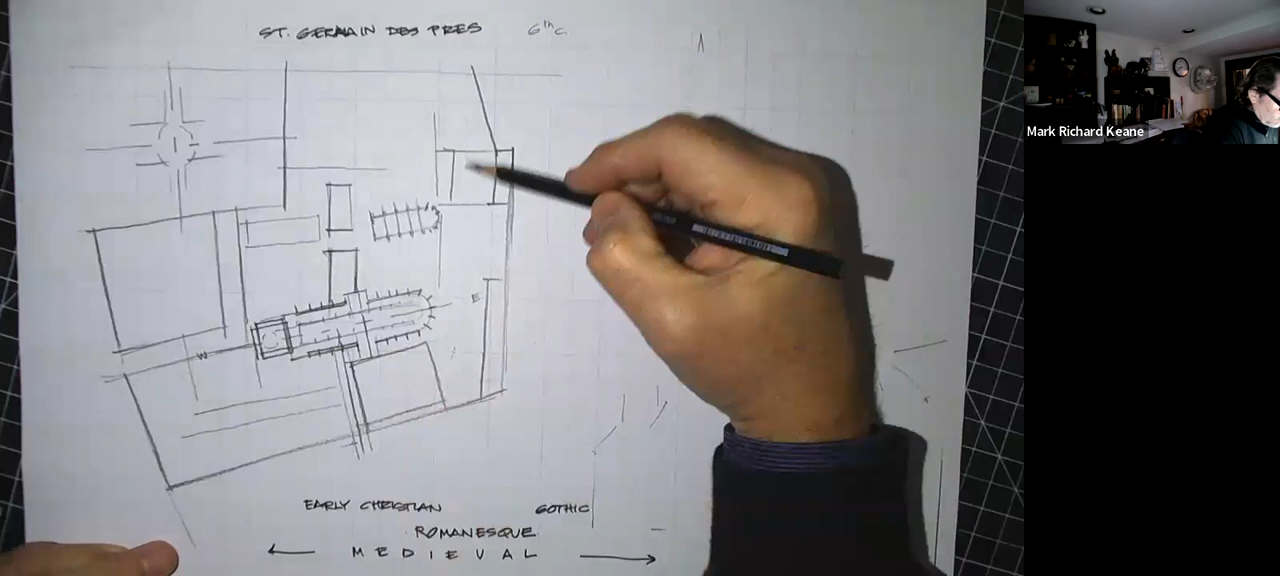 ST. GERMAIN DES PRES 6th c.
Mark Richard Keane
E
W
EARLY CHRISTIAN GOTHIC
ROMANESQUE
MEDIEVAL